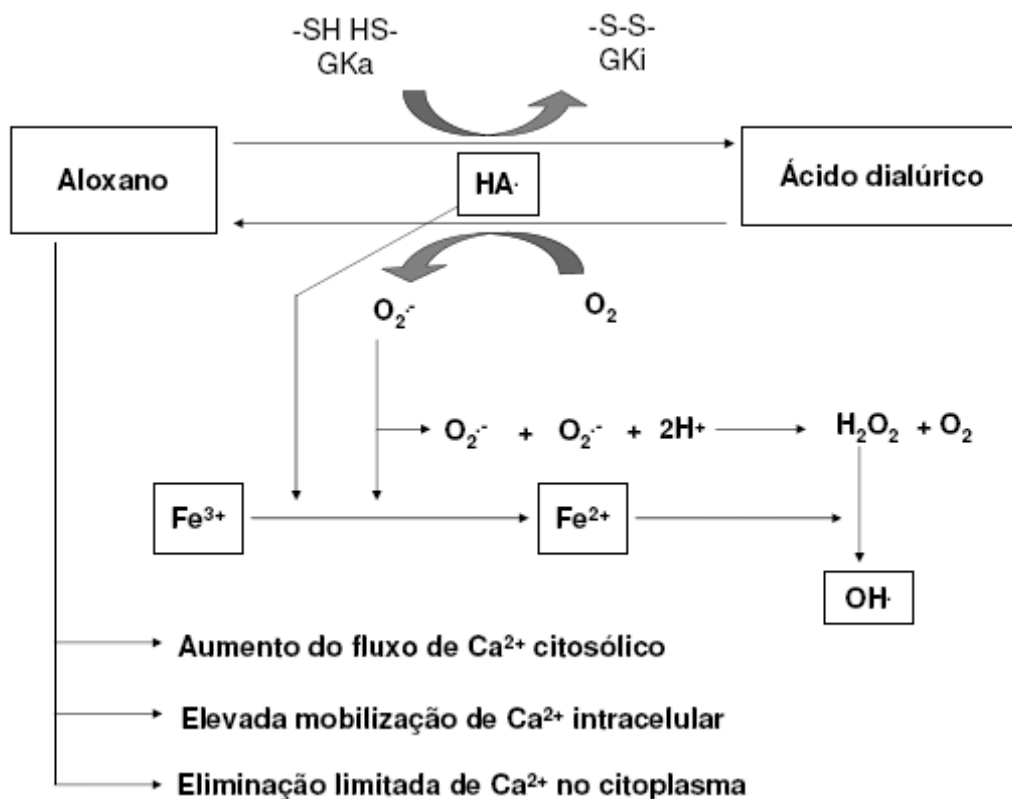 -SH HS-
GKa
-S-S-
GKi
Aloxano
HA·
Ácido dialúrico
O₂·⁻
O₂
O₂·⁻ + O₂·⁻ + 2H⁺
H₂O₂ + O₂
Fe³⁺
Fe²⁺
OH·
Aumento do fluxo de Ca²⁺ citosólico
Elevada mobilização de Ca²⁺ intracelular
Eliminação limitada de Ca²⁺ no citoplasma